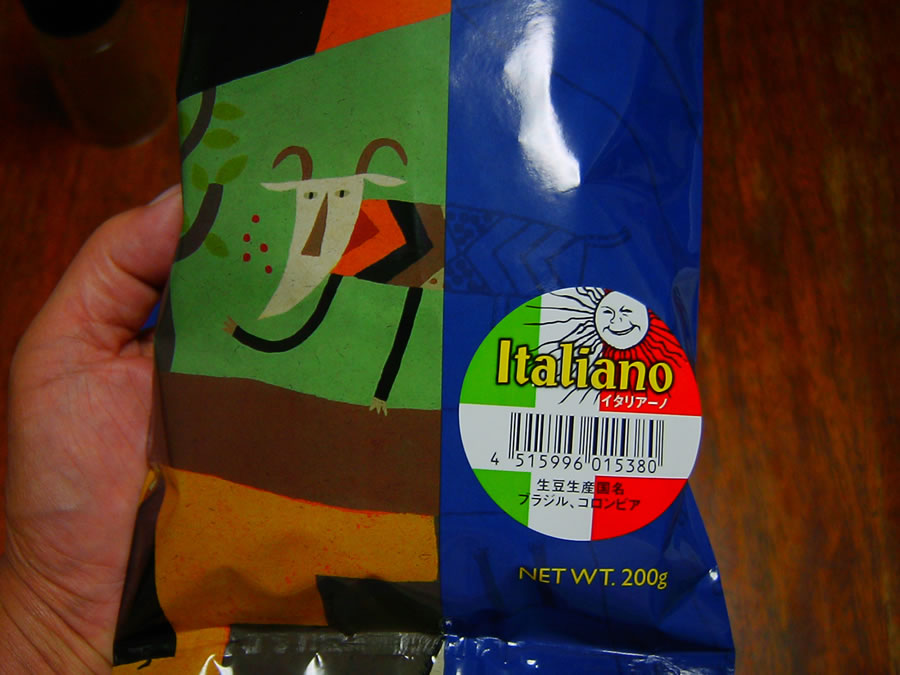 Italiano
イタリアーノ
4 515996 015380
生豆生産国名
ブラジル、コロンビア
NET WT. 200g